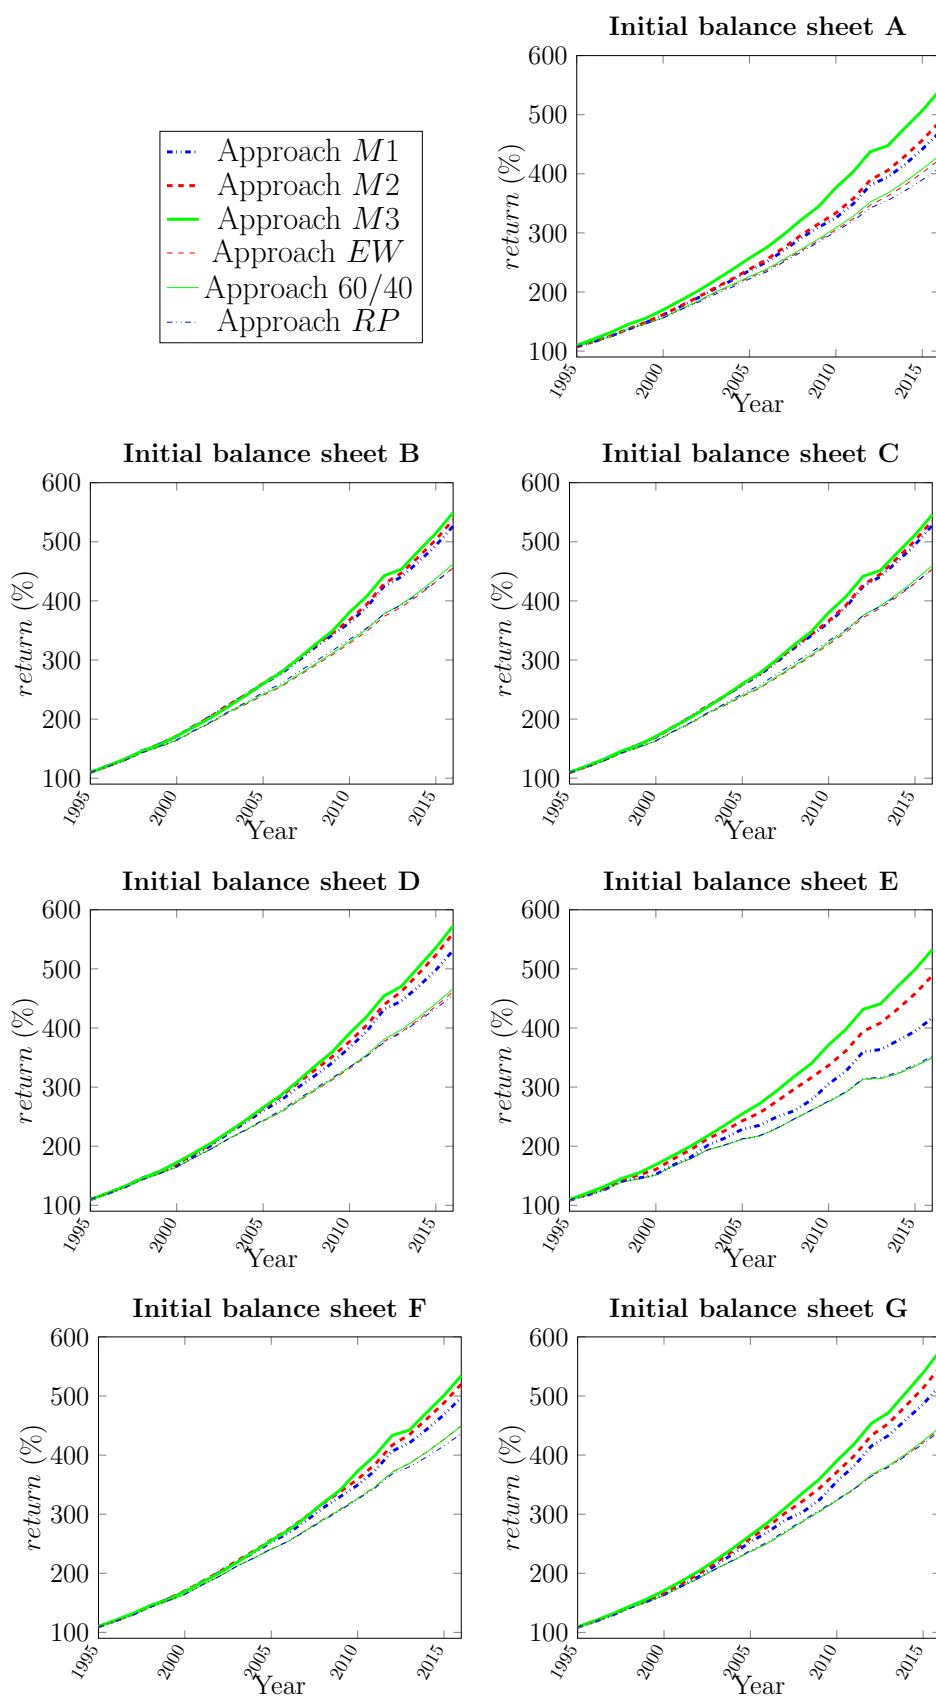 Initial balance sheet A
Approach M1
Approach M2
Approach M3
Approach EW
Approach 60/40
Approach RP
600
500
400
300
200
100
return (%)
1995
2000
2005
2010
2015
Year
Initial balance sheet B
600
500
400
300
200
100
return (%)
1995
2000
2005
2010
2015
Year
Initial balance sheet C
600
500
400
300
200
100
return (%)
1995
2000
2005
2010
2015
Year
Initial balance sheet D
600
500
400
300
200
100
return (%)
1995
2000
2005
2010
2015
Year
Initial balance sheet E
600
500
400
300
200
100
return (%)
1995
2000
2005
2010
2015
Year
Initial balance sheet F
600
500
400
300
200
100
return (%)
1995
2000
2005
2010
2015
Year
Initial balance sheet G
600
500
400
300
200
100
return (%)
1995
2000
2005
2010
2015
Year